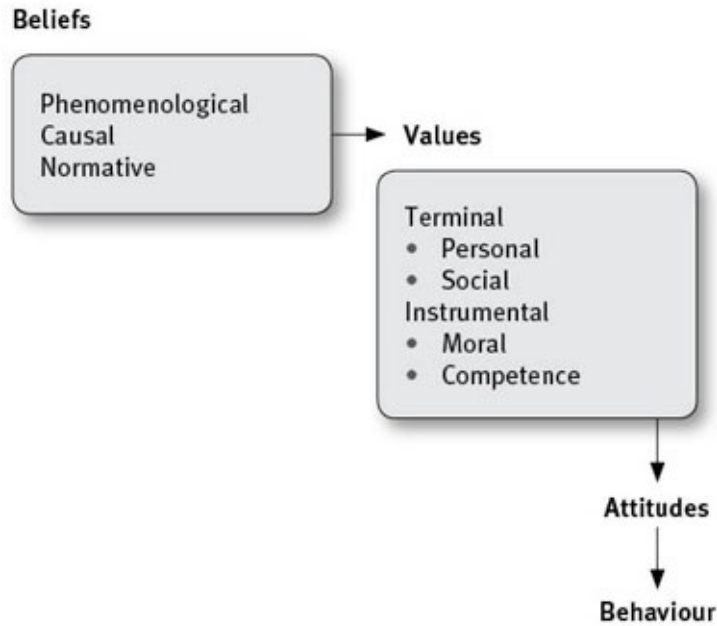 Beliefs
Phenomenological
Causal
Normative
Values
Terminal
• Personal
• Social
Instrumental
• Moral
• Competence
Attitudes
Behaviour